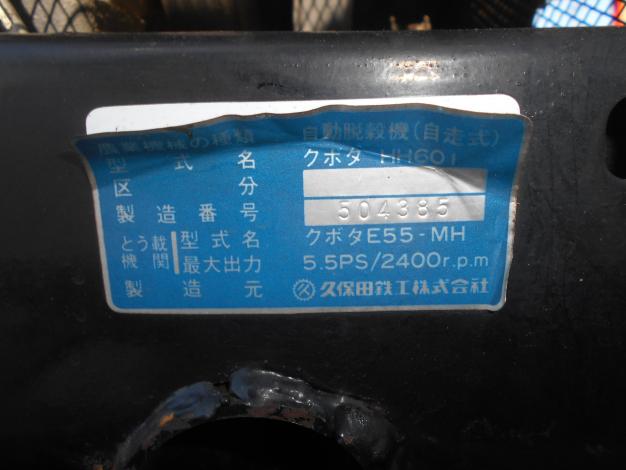 農業機械の種類 自動脱穀機(自走式)
型式名 クボタ HH601
区分
製造番号 504385
とう載機関 型式名 クボタE55-MH
最大出力 5.5PS/2400r.p.m
製造元 久保田鉄工株式会社